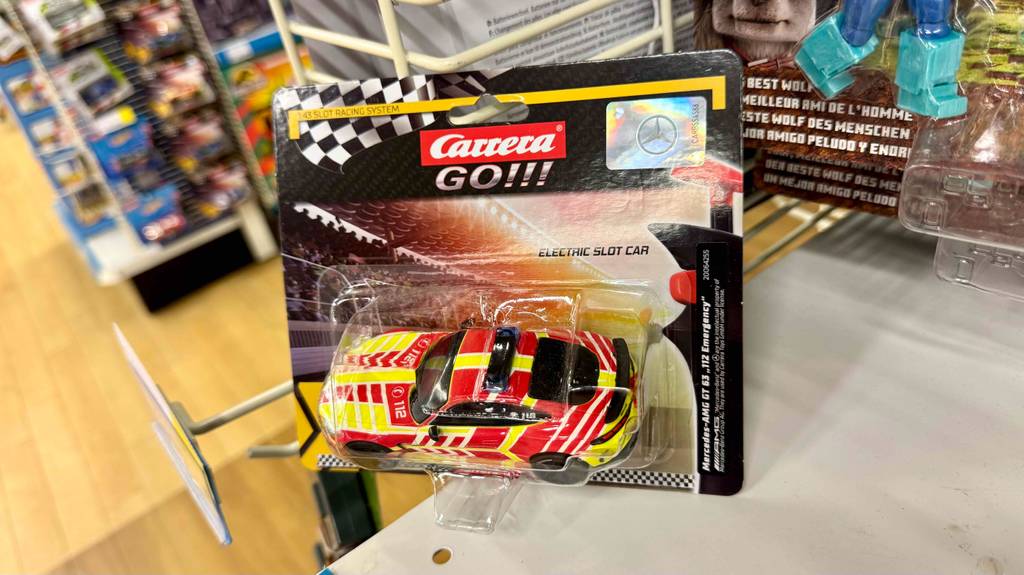 1:43 SLOT RACING SYSTEM
Carrera®
GO!!!
ELECTRIC SLOT CAR
112
112
Mercedes-AMG GT 63 „112 Emergency"
20064255
AMG
BEST WOLF
MEILLEUR AMI DE L'HOMME
BESTE WOLF DES MENSCHEN
MEJOR AMIGO PELUDO Y
DER BESTE WOLF DES
UN MEJOR AMIGO PELUDO